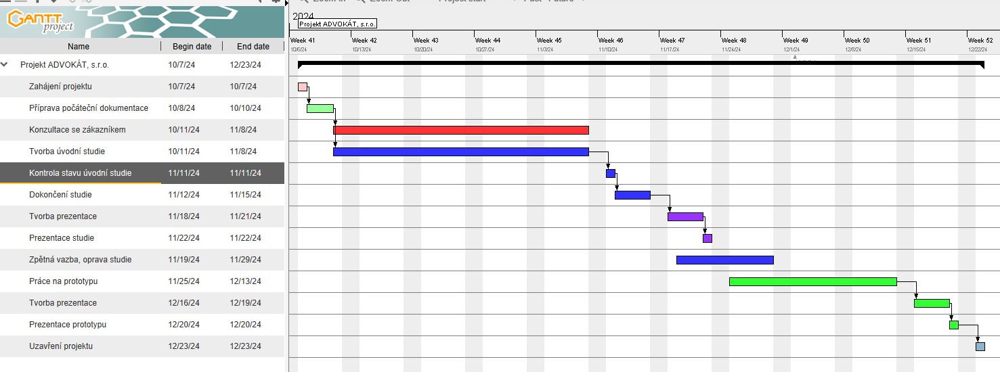 Zoom In
Zoom Out
Project start
Past
Future
GANTT
project
2024
Projekt ADVOKÁT, s.r.o.
Week 41 Week 42 Week 43 Week 44 Week 45 Week 46 Week 47 Week 48 Week 49 Week 50 Week 51 Week 52
10/6/24 10/13/24 10/20/24 10/27/24 11/3/24 11/10/24 11/17/24 11/24/24 12/1/24 12/8/24 12/15/24 12/22/24
Name Begin date End date
Projekt ADVOKÁT, s.r.o. 10/7/24 12/23/24
Zahájení projektu 10/7/24 10/7/24
Příprava počáteční dokumentace 10/8/24 10/10/24
Konzultace se zákazníkem 10/11/24 11/8/24
Tvorba úvodní studie 10/11/24 11/8/24
Kontrola stavu úvodní studie 11/11/24 11/11/24
Dokončení studie 11/12/24 11/15/24
Tvorba prezentace 11/18/24 11/21/24
Prezentace studie 11/22/24 11/22/24
Zpětná vazba, oprava studie 11/19/24 11/29/24
Práce na prototypu 11/25/24 12/13/24
Tvorba prezentace 12/16/24 12/19/24
Prezentace prototypu 12/20/24 12/20/24
Uzavření projektu 12/23/24 12/23/24